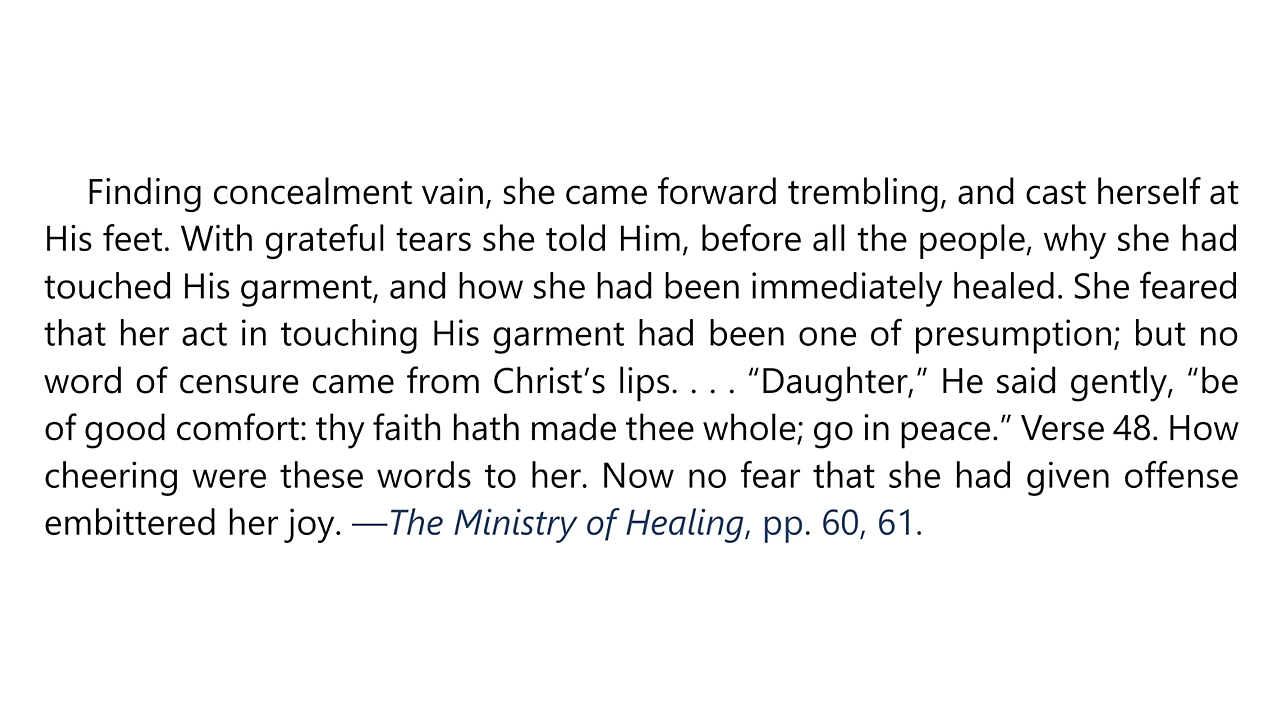 Finding concealment vain, she came forward trembling, and cast herself at
His feet. With grateful tears she told Him, before all the people, why she had
touched His garment, and how she had been immediately healed. She feared
that her act in touching His garment had been one of presumption; but no
word of censure came from Christ’s lips. . . . “Daughter,” He said gently, “be
of good comfort: thy faith hath made thee whole; go in peace.” Verse 48. How
cheering were these words to her. Now no fear that she had given offense
embittered her joy. —The Ministry of Healing, pp. 60, 61.